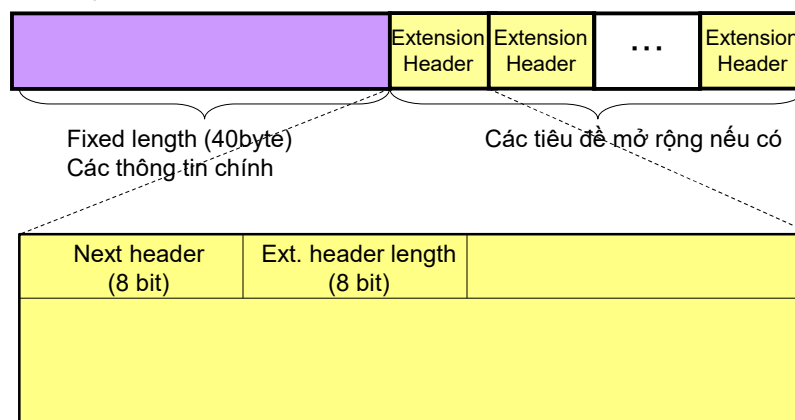 Extension
Header
Extension
Header
...
Extension
Header
Fixed length (40byte)
Các thông tin chính
Các tiêu đề mở rộng nếu có
Next header
(8 bit)
Ext. header length
(8 bit)